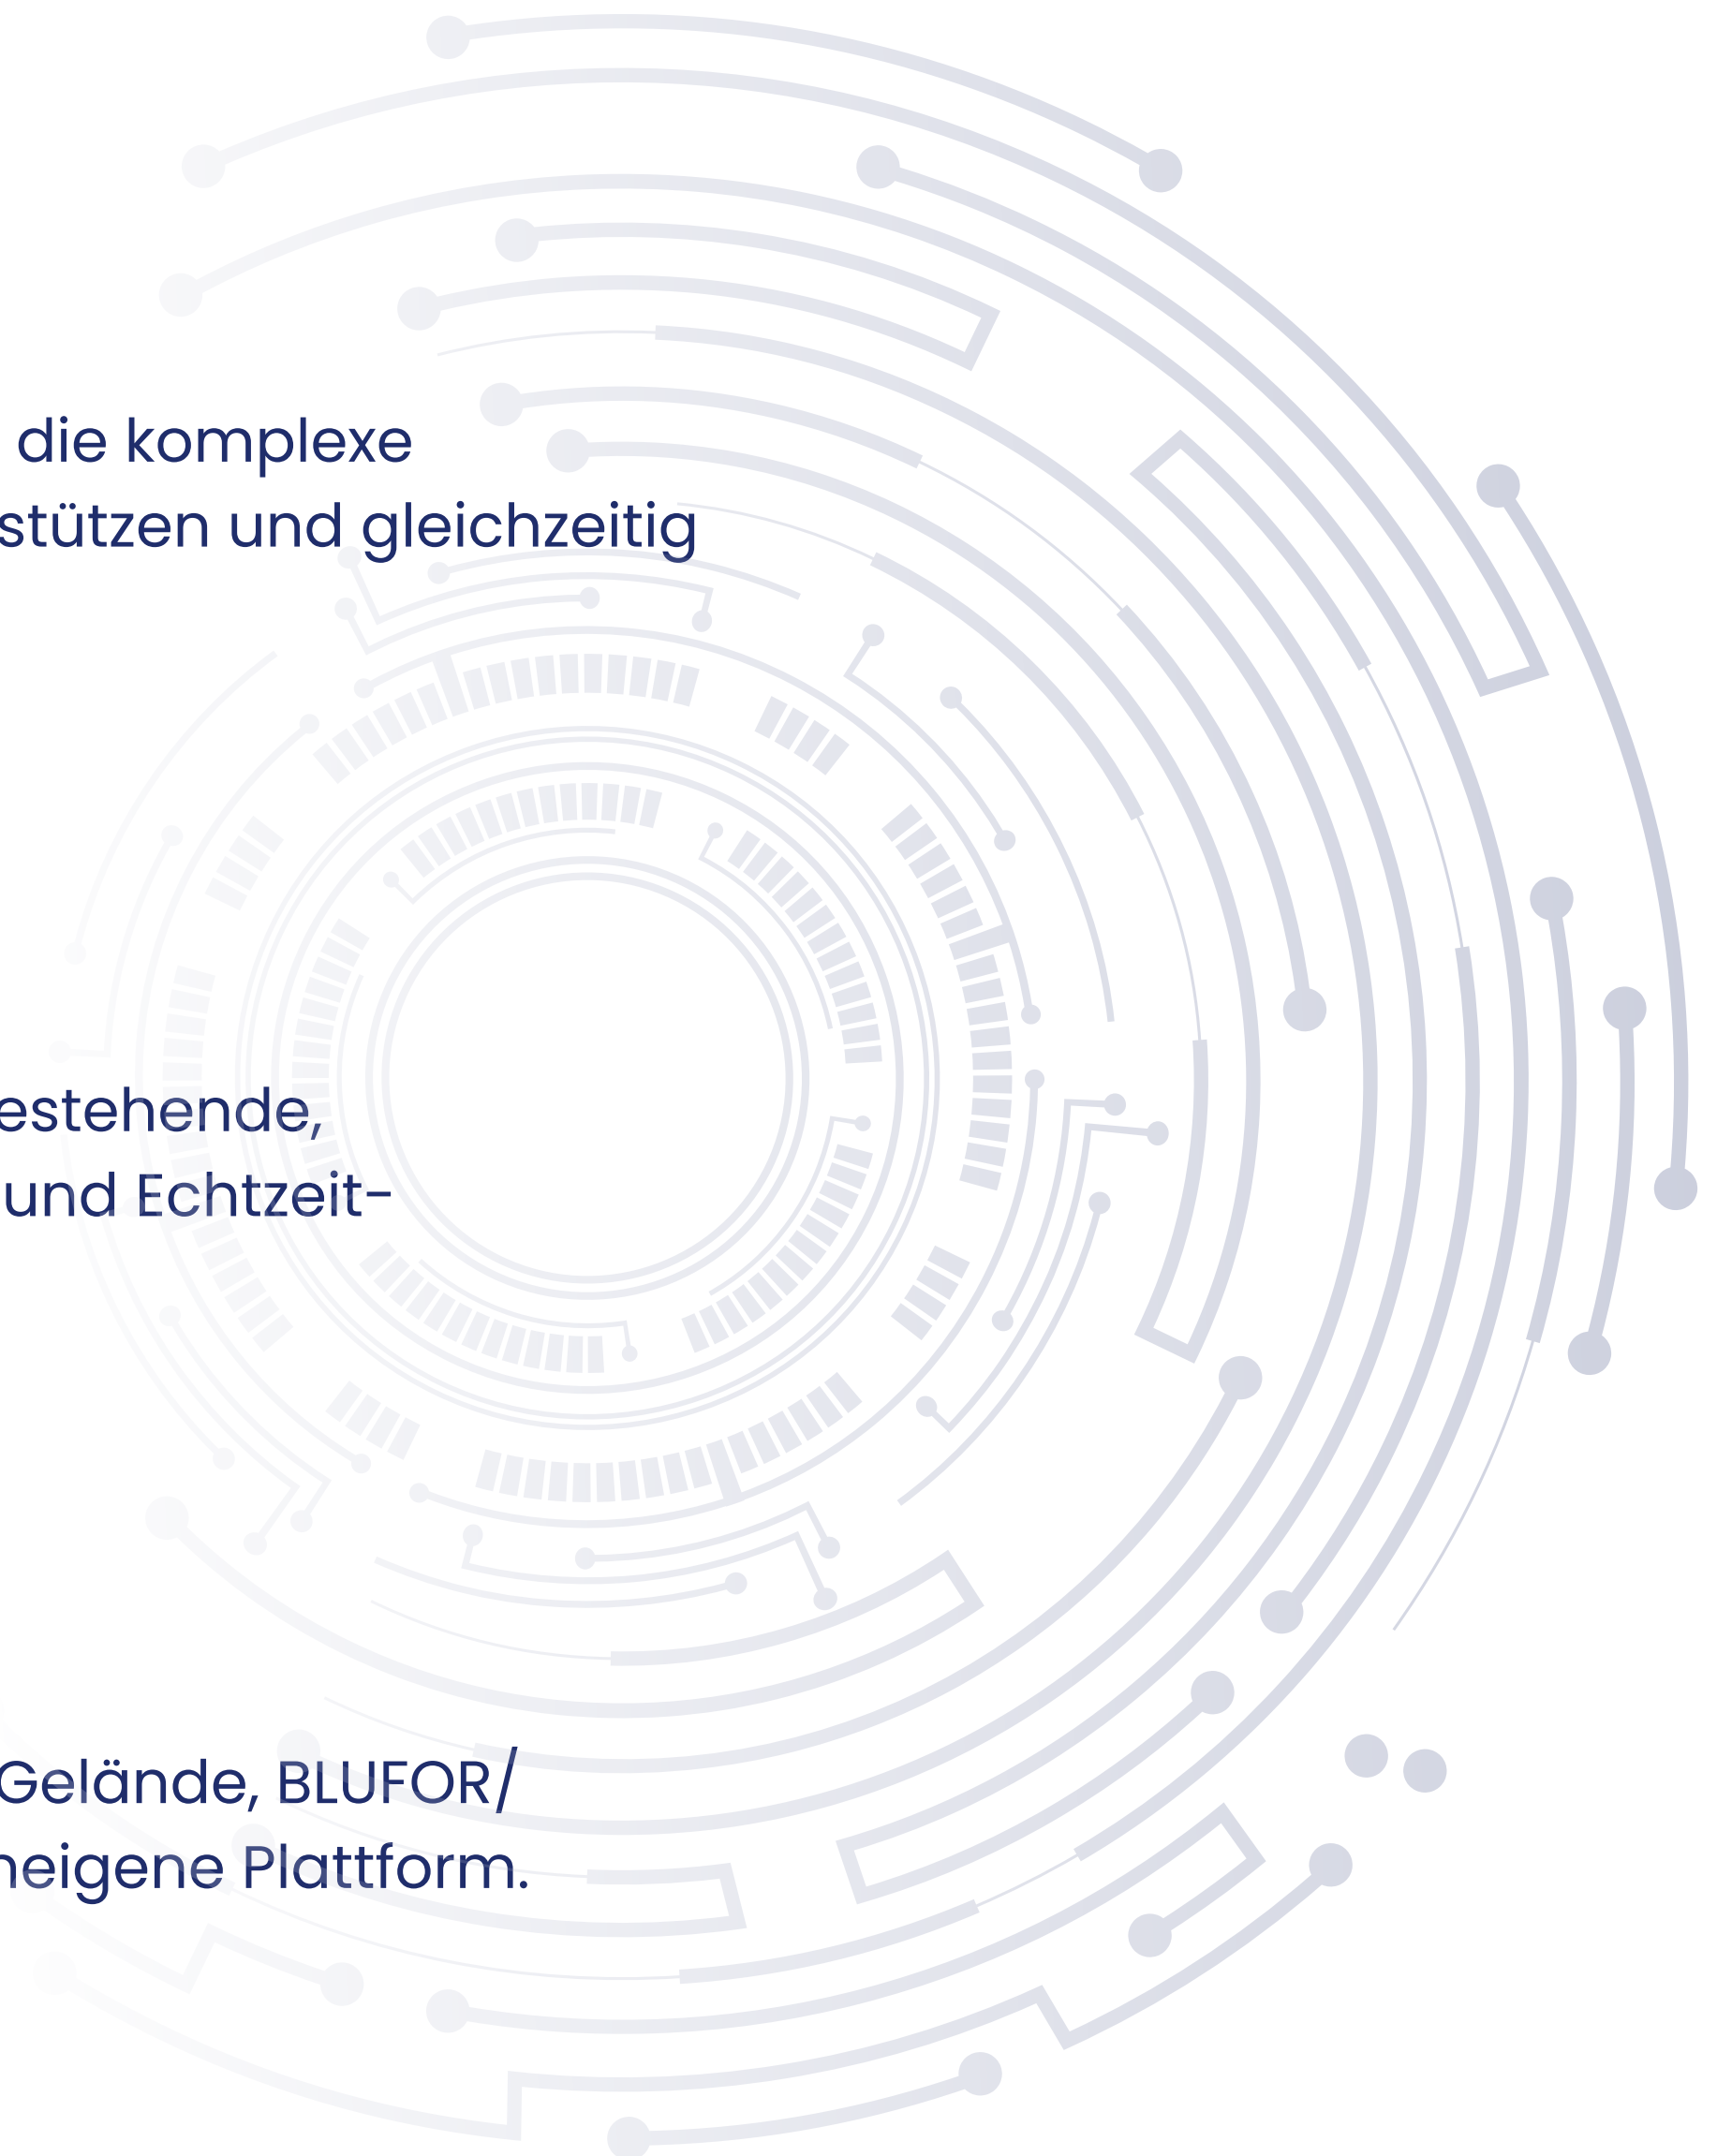 die komplexe
stützen und gleichzeitig
estehende,
und Echtzeit-
Gelände, BLUFOR/
neigene Plattform.